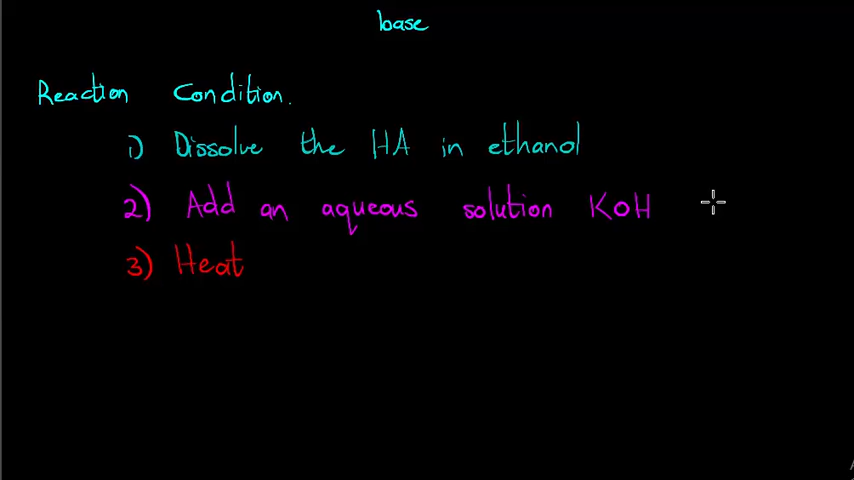 base
Reaction Condition.
1) Dissolve the HA in ethanol
2) Add an aqueous solution KOH
3) Heat